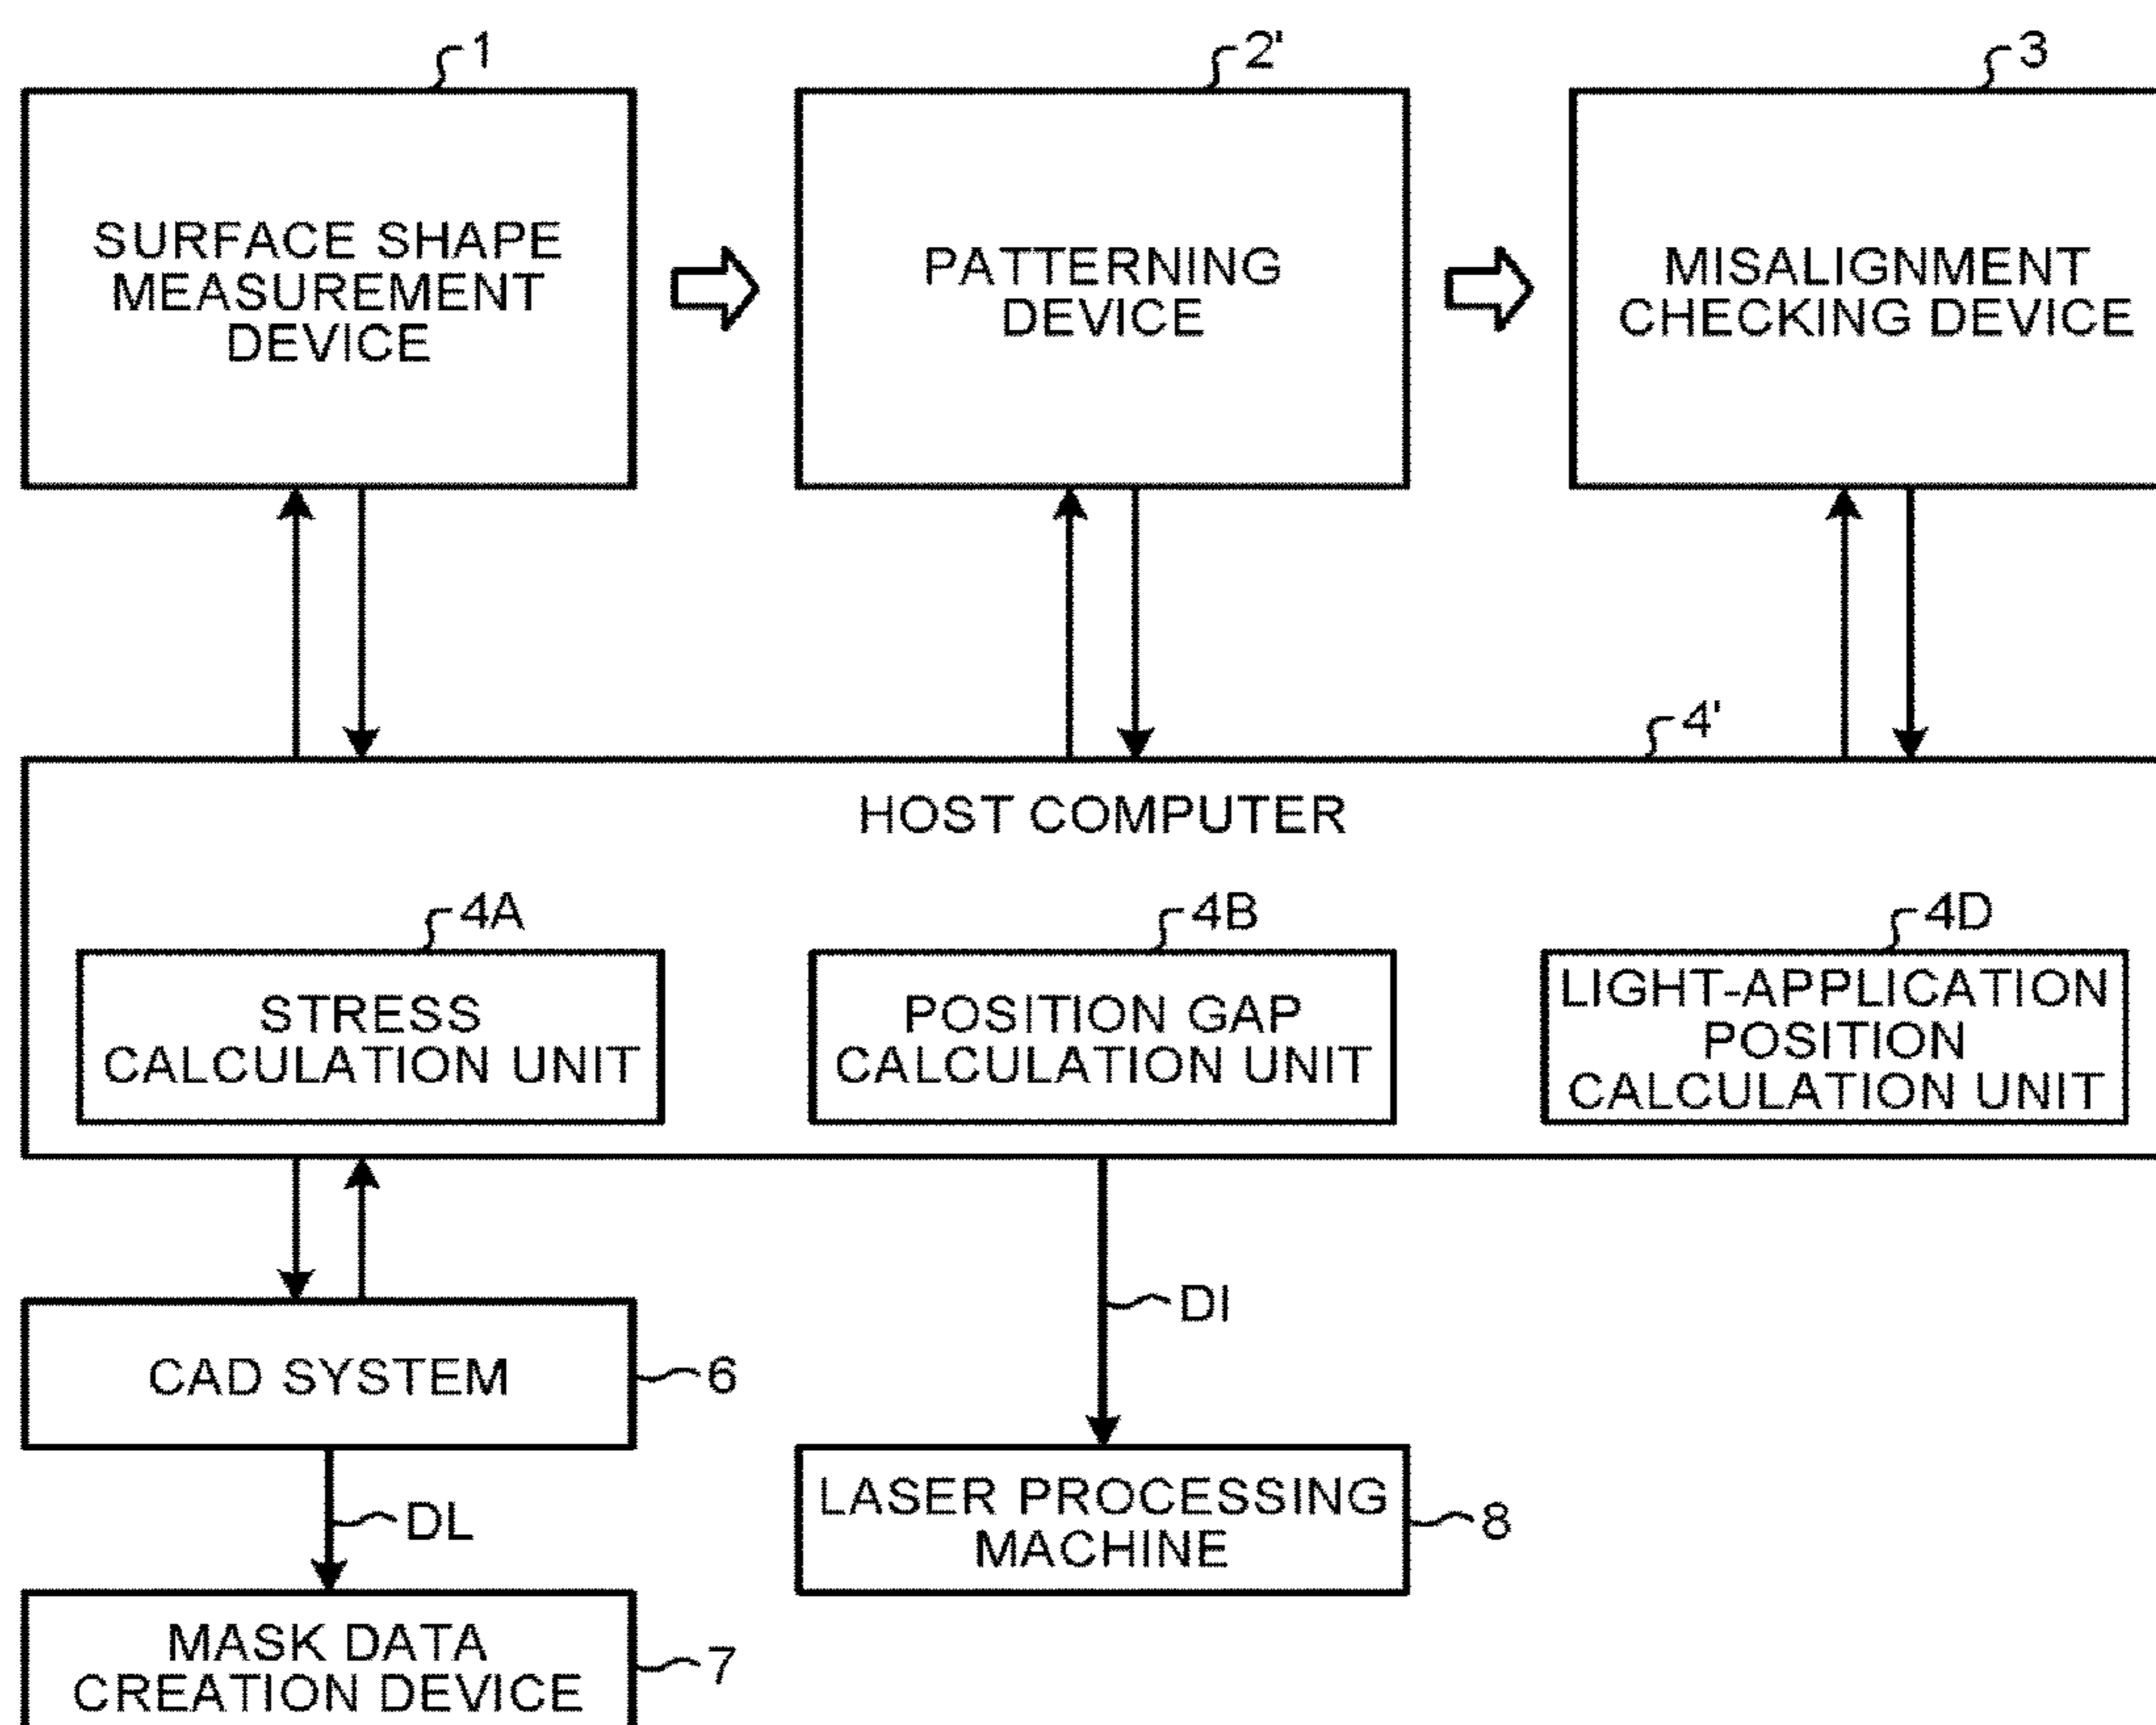 1
2'
3
SURFACE SHAPE
MEASUREMENT
DEVICE
PATTERNING
DEVICE
MISALIGNMENT
CHECKING DEVICE
4'
HOST COMPUTER
4A
4B
4D
STRESS
CALCULATION UNIT
POSITION GAP
CALCULATION UNIT
LIGHT-APPLICATION
POSITION
CALCULATION UNIT
DI
CAD SYSTEM
6
LASER PROCESSING
MACHINE
8
DL
MASK DATA
CREATION DEVICE
7